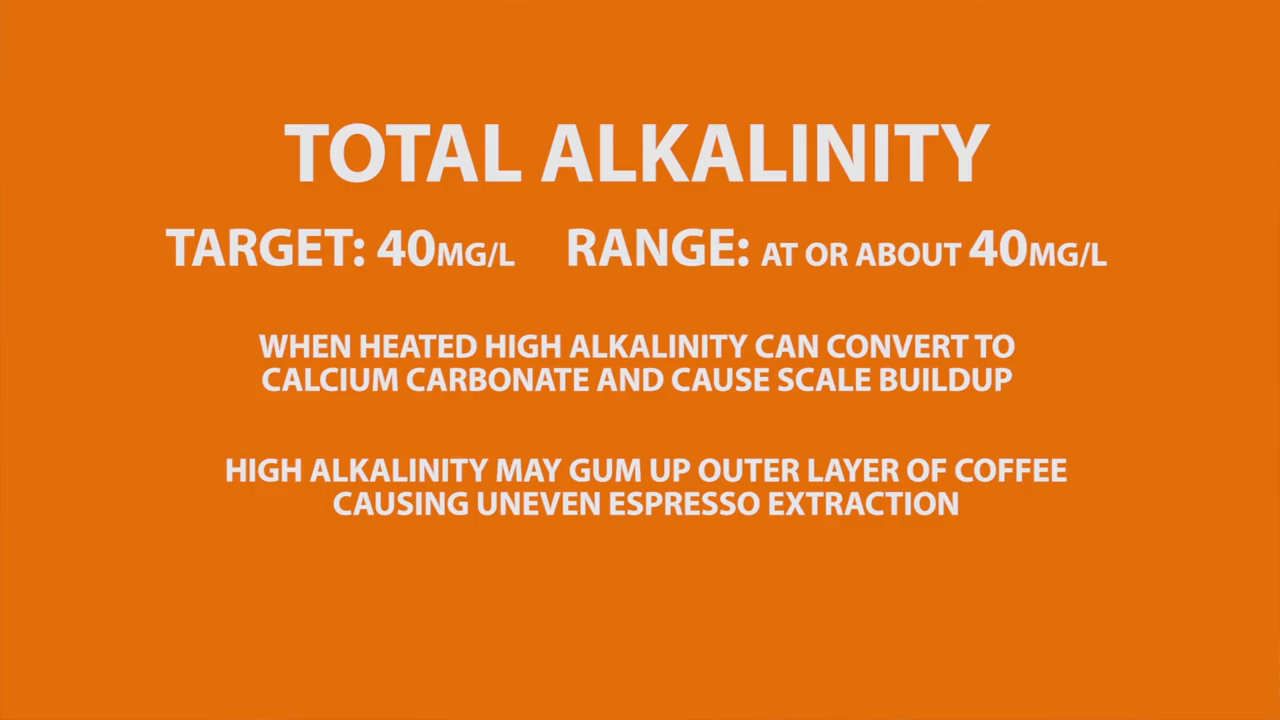 TOTAL ALKALINITY
TARGET: 40MG/L RANGE: AT OR ABOUT 40MG/L
WHEN HEATED HIGH ALKALINITY CAN CONVERT TO
CALCIUM CARBONATE AND CAUSE SCALE BUILDUP
HIGH ALKALINITY MAY GUM UP OUTER LAYER OF COFFEE
CAUSING UNEVEN ESPRESSO EXTRACTION